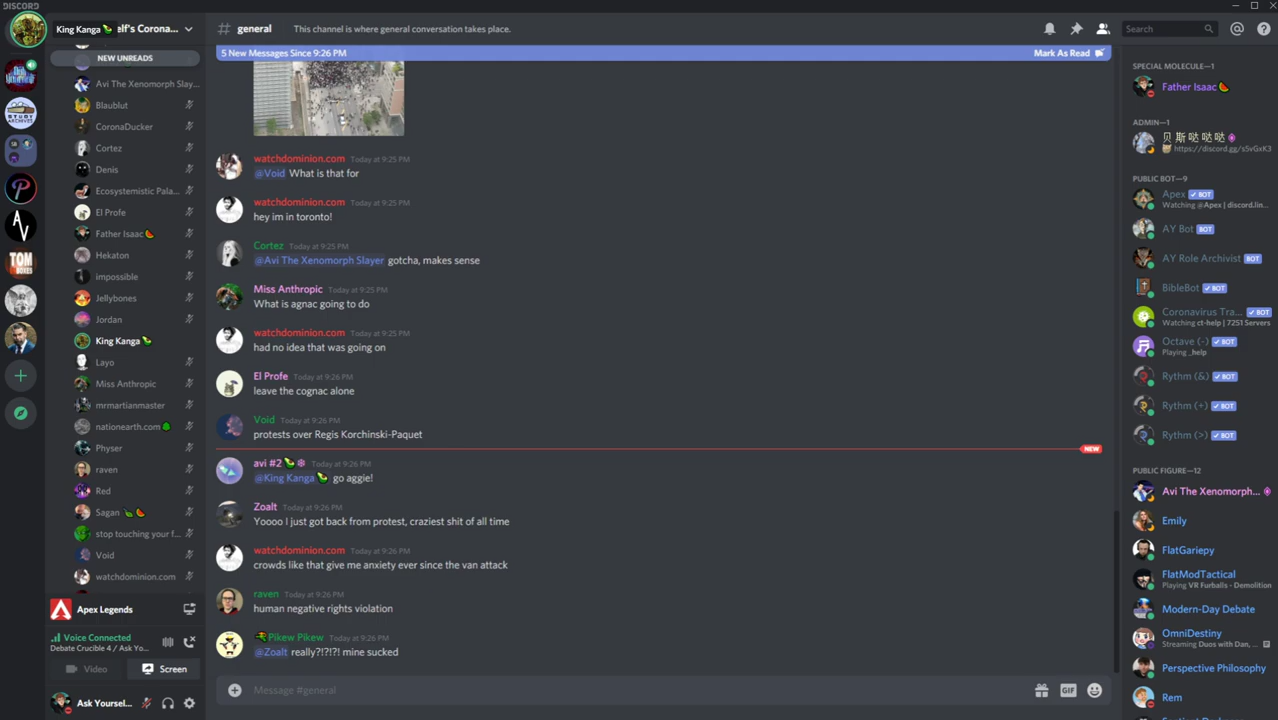 DISCORD
King Kanga
elf's Corona...
# general
This channel is where general conversation takes place.
Search
NEW UNREADS
Avi The Xenomorph Slay...
Blaublut
CoronaDucker
Cortez
Denis
Ecosystemistic Pala...
El Profe
Father Isaac
Hekaton
impossible
Jellybones
Jordan
King Kanga
Layo
Miss Anthropic
mrmartianmaster
nationearth.com
Physer
raven
Red
Sagan
stop touching your f...
Void
watchdominion.com
Apex Legends
Voice Connected
Debate Crucible 4 / Ask Yo...
Video
Screen
Ask Yoursel...
STUDY
ARCHIVES
AV
TOM
BOXES
5 New Messages Since 9:26 PM
Mark As Read
watchdominion.com Today at 9:25 PM
@Void What is that for
watchdominion.com Today at 9:25 PM
hey im in toronto!
Cortez Today at 9:25 PM
@Avi The Xenomorph Slayer gotcha, makes sense
Miss Anthropic Today at 9:25 PM
What is agnac going to do
watchdominion.com Today at 9:25 PM
had no idea that was going on
El Profe Today at 9:26 PM
leave the cognac alone
Void Today at 9:26 PM
protests over Regis Korchinski-Paquet
NEW
avi #2 Today at 9:26 PM
@King Kanga go aggie!
Zoalt Today at 9:26 PM
Yoooo I just got back from protest, craziest shit of all time
watchdominion.com Today at 9:26 PM
crowds like that give me anxiety ever since the van attack
raven Today at 9:26 PM
human negative rights violation
Pikew Pikew Today at 9:26 PM
@Zoalt really?!?!?! mine sucked
Message #general
GIF
SPECIAL MOLECULE—1
Father Isaac
ADMIN—1
贝斯哒哒哒
https://discord.gg/sSvGxK3
PUBLIC BOT—9
Apex BOT
Watching @Apex | discord.in...
AY Bot BOT
AY Role Archivist BOT
BibleBot BOT
Coronavirus Tra... BOT
Watching ct-help | 7251 Servers
Octave (-) BOT
Playing _help
Rythm (&) BOT
Rythm (+) BOT
Rythm (>) BOT
PUBLIC FIGURE—12
Avi The Xenomorph...
Emily
FlatGariepy
FlatModTactical
Playing VR Furballs - Demolition
Modern-Day Debate
OmniDestiny
Streaming Duos with Dan, ...
Perspective Philosophy
Rem